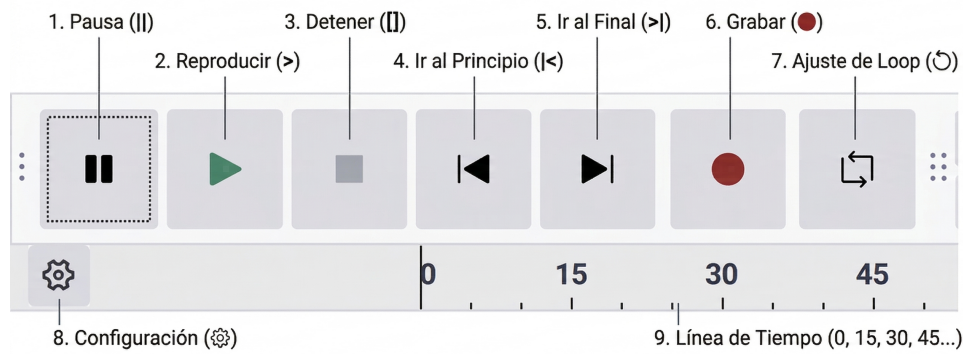 1. Pausa (||)
3. Detener ([])
5. Ir al Final (>|)
6. Grabar (●)
2. Reproducir (>)
4. Ir al Principio (|<)
7. Ajuste de Loop (↺)
0 15 30 45
8. Configuración (⚙)
9. Línea de Tiempo (0, 15, 30, 45...)